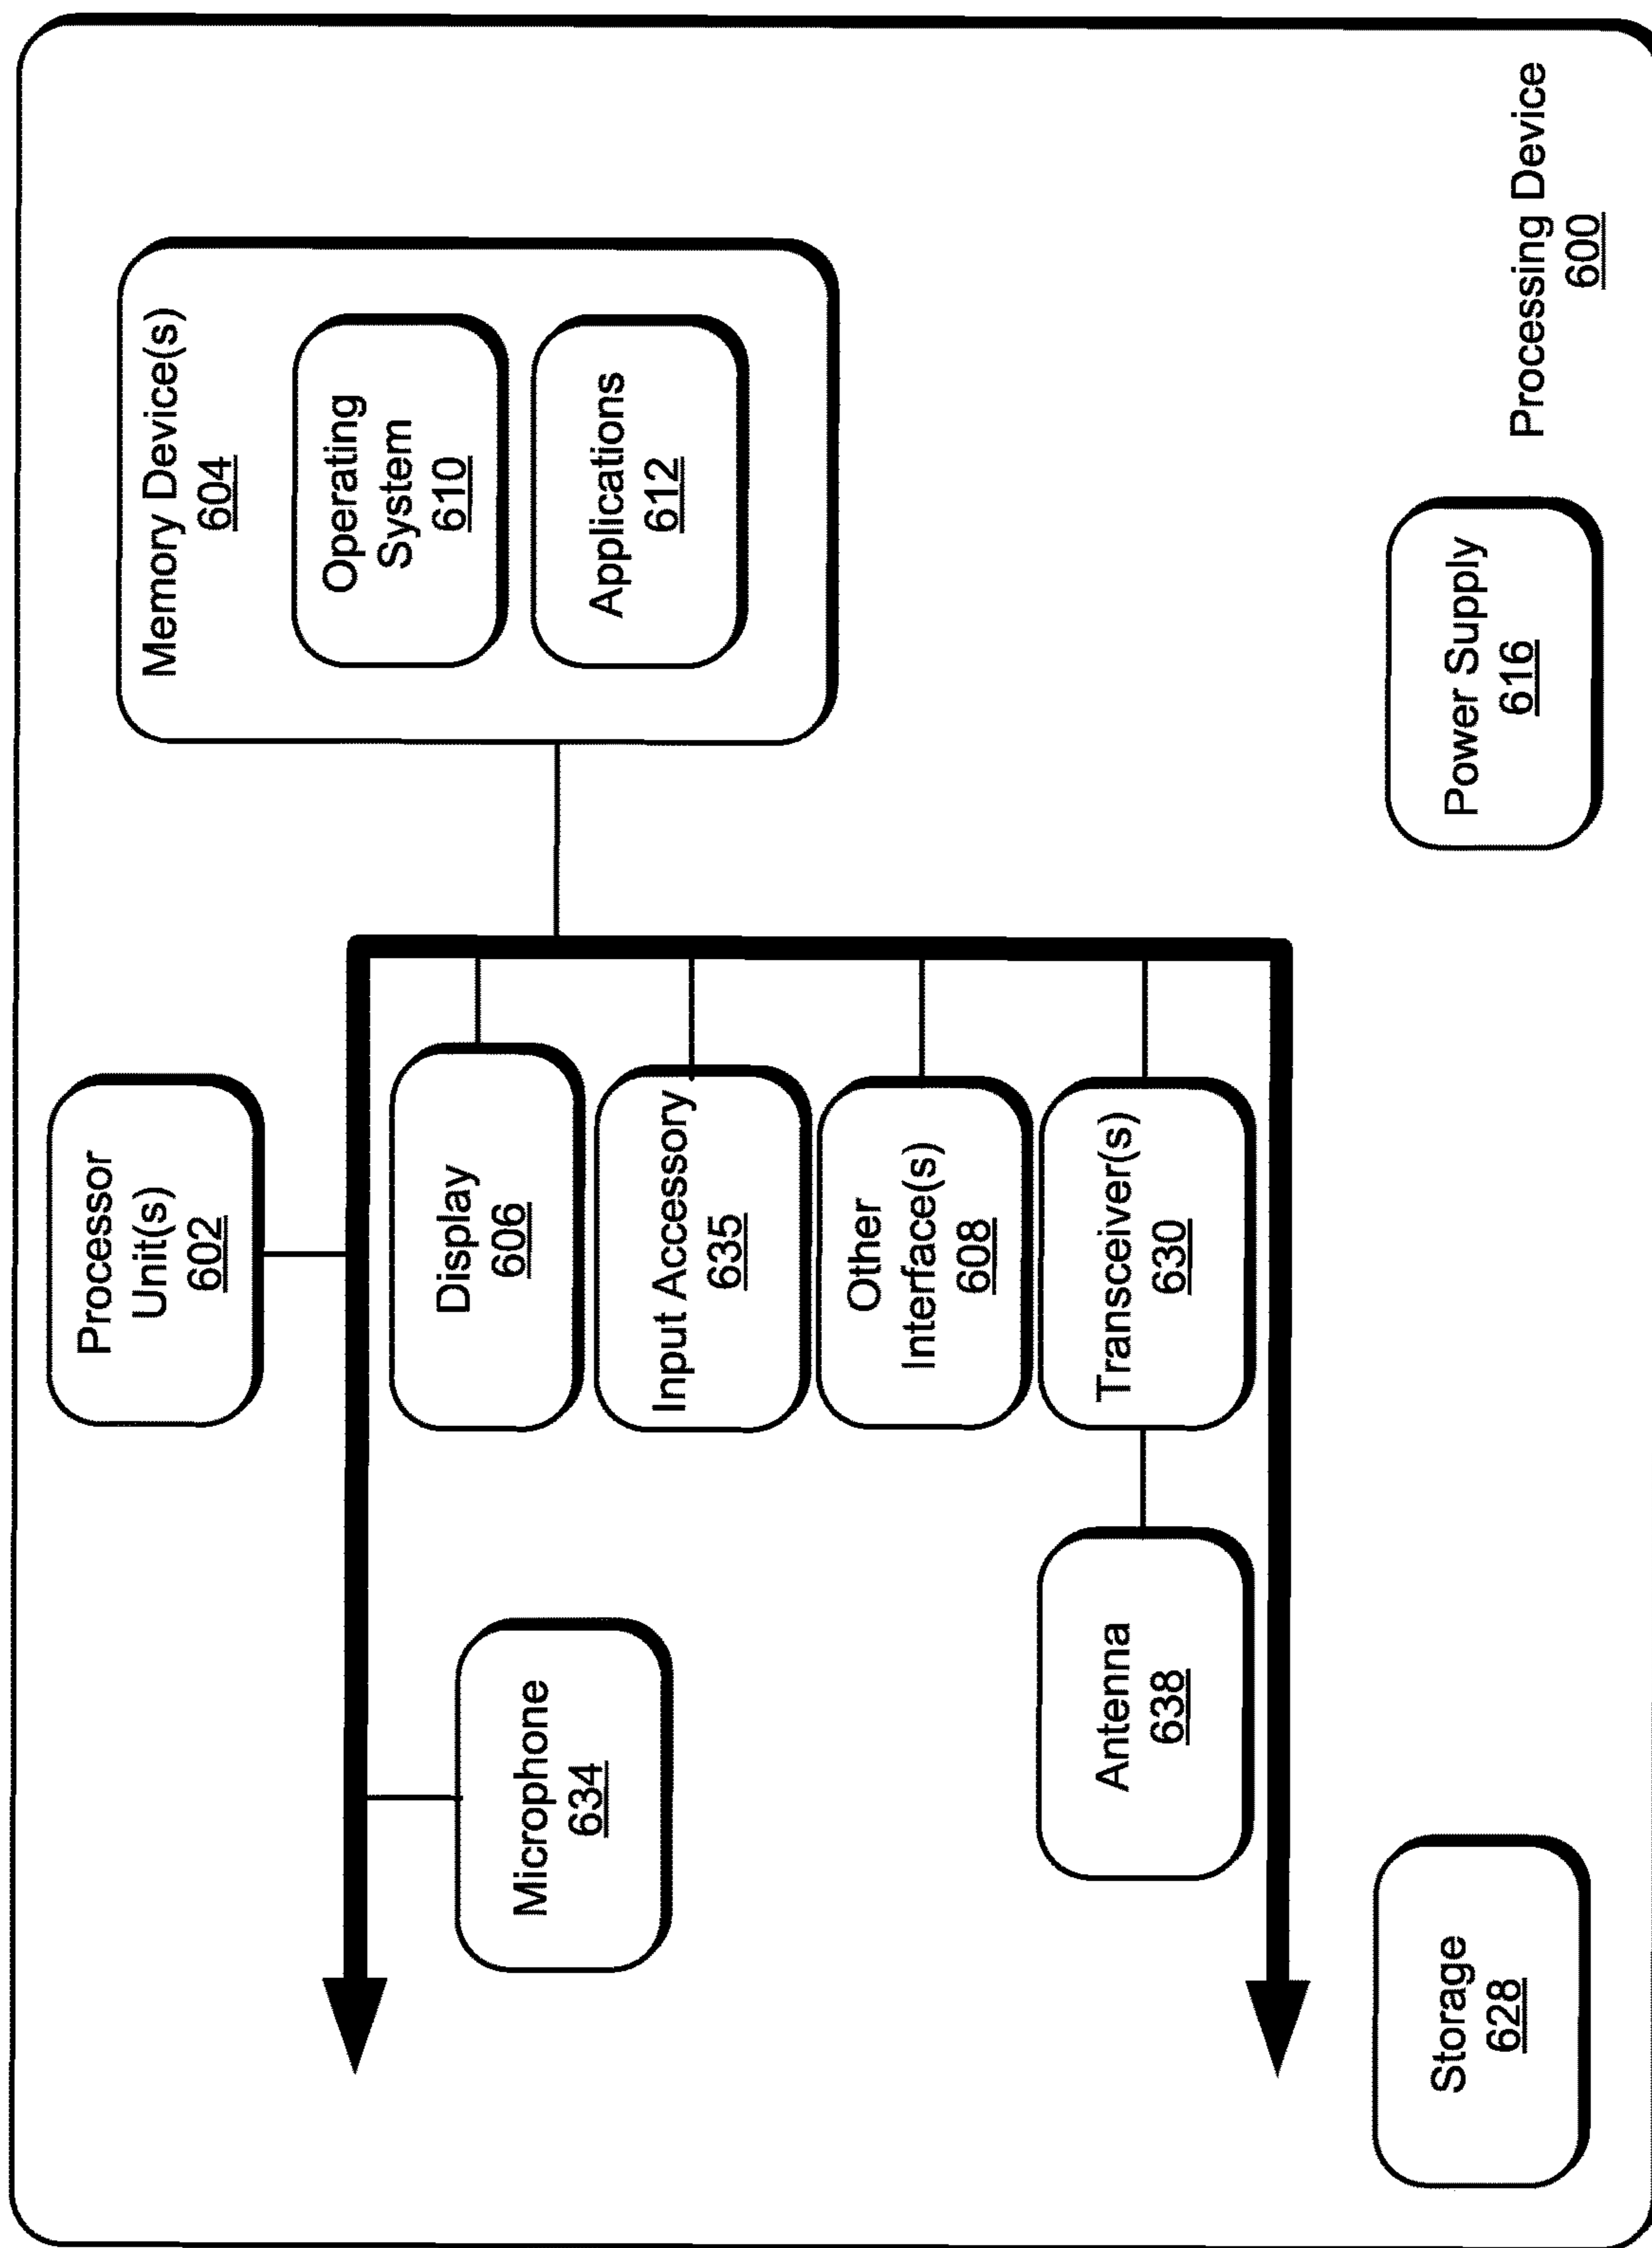 Processor
Unit(s)
602
Memory Device(s)
604
Operating
System
610
Applications
612
Display
606
Input Accessory
635
Other
Interface(s)
608
Transceiver(s)
630
Microphone
634
Antenna
638
Storage
628
Power Supply
616
Processing Device
600